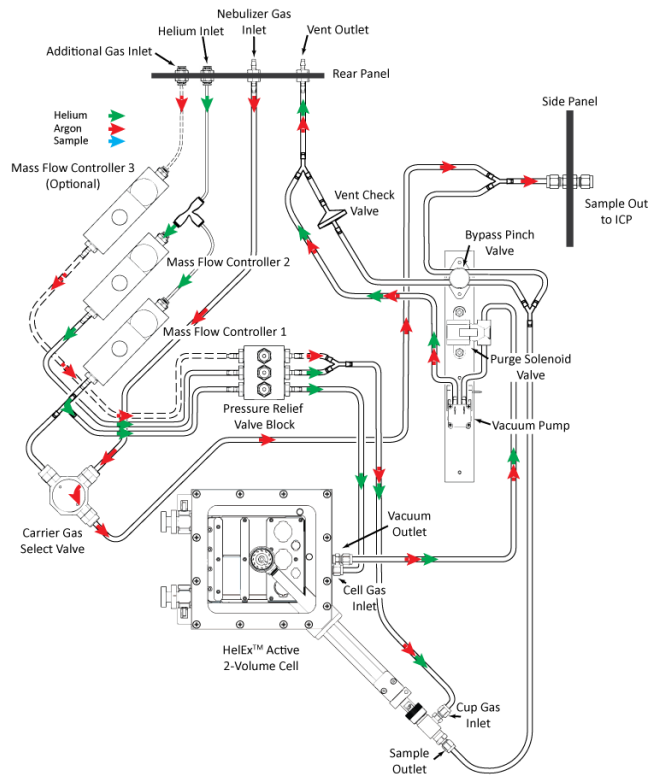 Nebulizer Gas
Inlet
Helium Inlet
Vent Outlet
Additional Gas Inlet
Rear Panel
Side Panel
Helium
Argon
Sample
Mass Flow Controller 3
(Optional)
Vent Check
Valve
Sample Out
to ICP
Bypass Pinch
Valve
Mass Flow Controller 2
Mass Flow Controller 1
Purge Solenoid
Valve
Pressure Relief
Valve Block
Vacuum Pump
Carrier Gas
Select Valve
Vacuum
Outlet
Cell Gas
Inlet
HelEx™ Active
2-Volume Cell
Cup Gas
Inlet
Sample
Outlet